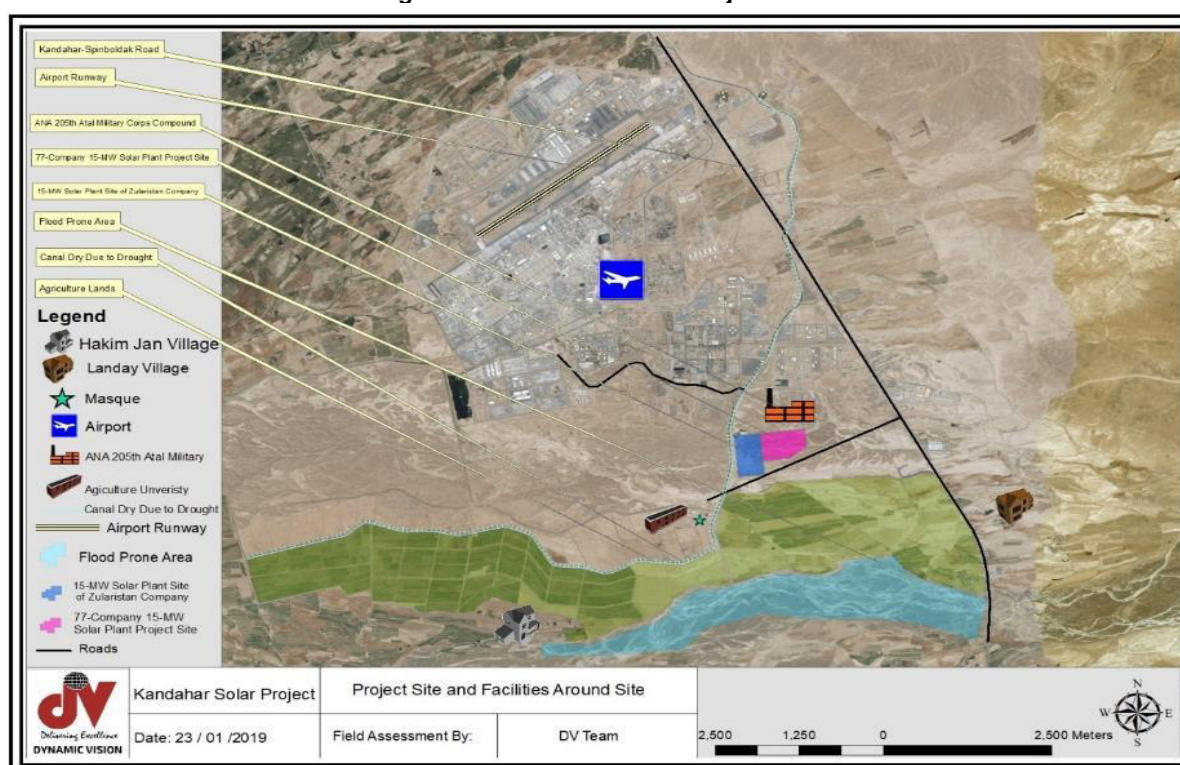 Kandahar-Spinboldak Road
Airport Runway
ANA 205th Atal Military Corps Compound
77-Company 15-MW Solar Plant Project Site
15-MW Solar Plant Site of Zularistan Company
Flood Prone Area
Canal Dry Due to Drought
Agriculture Lands
Legend
Hakim Jan Village
Landay Village
Masque
Airport
ANA 205th Atal Military
Agiculture Unveristy
Canal Dry Due to Drought
Airport Runway
Flood Prone Area
15-MW Solar Plant Site
of Zularistan Company
77-Company 15-MW
Solar Plant Project Site
Roads
dv
Delivering Excellence
DYNAMIC VISION
Kandahar Solar Project
Project Site and Facilities Around Site
Date: 23 / 01 /2019
Field Assessment By:
DV Team
N
W E
S
2,500 1,250 0 2,500 Meters